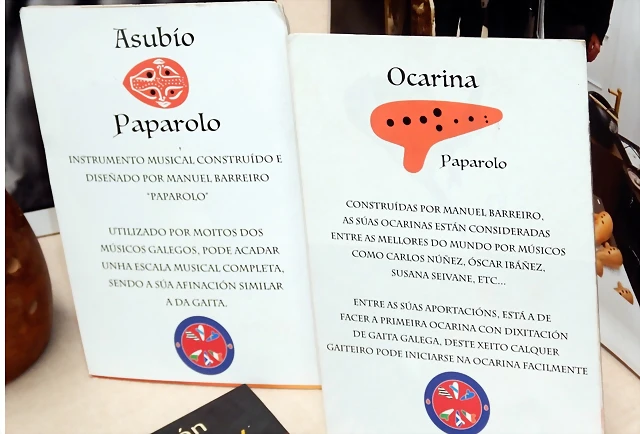 Asubío
Paparolo
INSTRUMENTO MUSICAL CONSTRUÍDO E
DISEÑADO POR MANUEL BARREIRO
"PAPAROLO"
UTILIZADO POR MOITOS DOS
MÚSICOS GALEGOS, PODE ACADAR
UNHA ESCALA MUSICAL COMPLETA,
SENDO A SÚA AFINACIÓN SIMILAR
A DA GAITA.
Ocarina
Paparolo
CONSTRUÍDAS POR MANUEL BARREIRO,
AS SÚAS OCARINAS ESTÁN CONSIDERADAS
ENTRE AS MELLORES DO MUNDO POR MÚSICOS
COMO CARLOS NÚÑEZ, ÓSCAR IBÁÑEZ,
SUSANA SEIVANE, ETC...
ENTRE AS SÚAS APORTACIÓNS, ESTÁ A DE
FACER A PRIMEIRA OCARINA CON DIXITACIÓN
DE GAITA GALEGA, DESTE XEITO CALQUER
GAITEIRO PODE INICIARSE NA OCARINA FACILMENTE